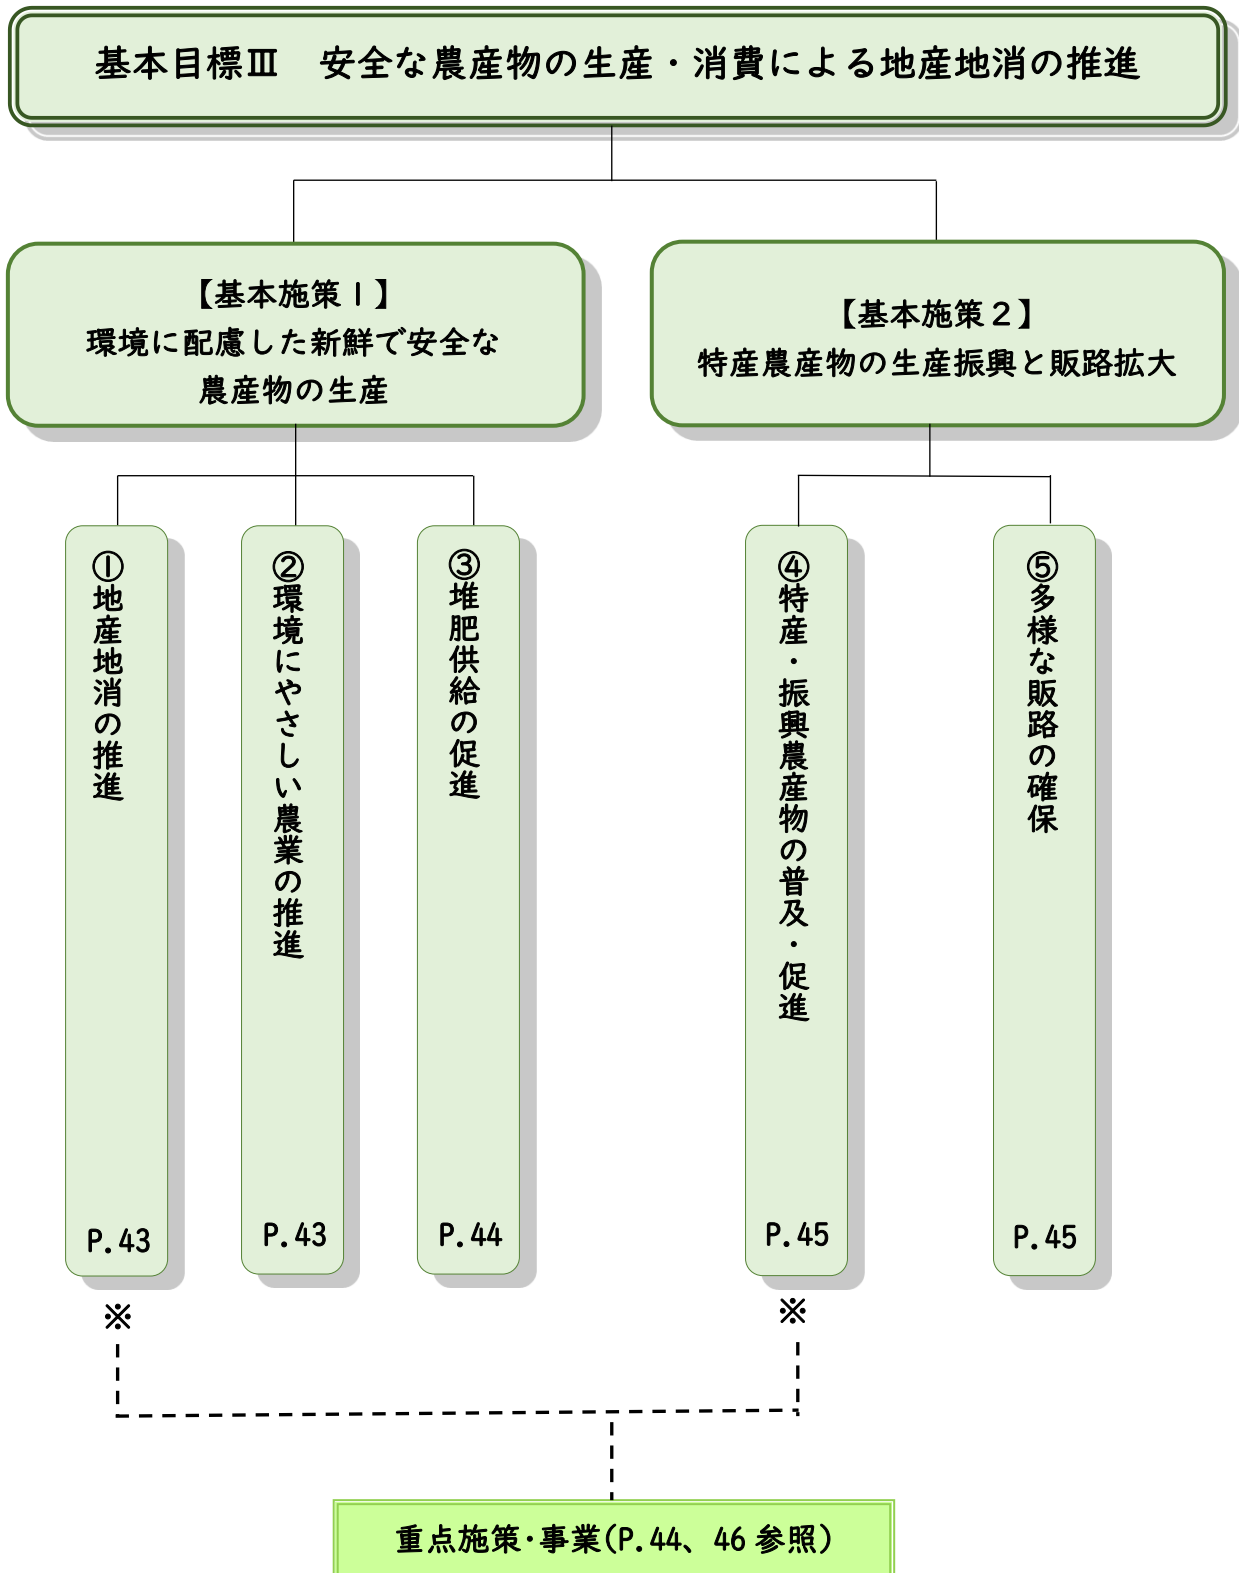 基本目標Ⅲ　安全な農産物の生産・消費による地産地消の推進
【基本施策１】
環境に配慮した新鮮で安全な
農産物の生産
【基本施策２】
特産農産物の生産振興と販路拡大
①地産地消の推進
P.43
②環境にやさしい農業の推進
P.43
③堆肥供給の促進
P.44
④特産・振興農産物の普及・促進
P.45
⑤多様な販路の確保
P.45
※
※
重点施策・事業(P.44、46 参照)